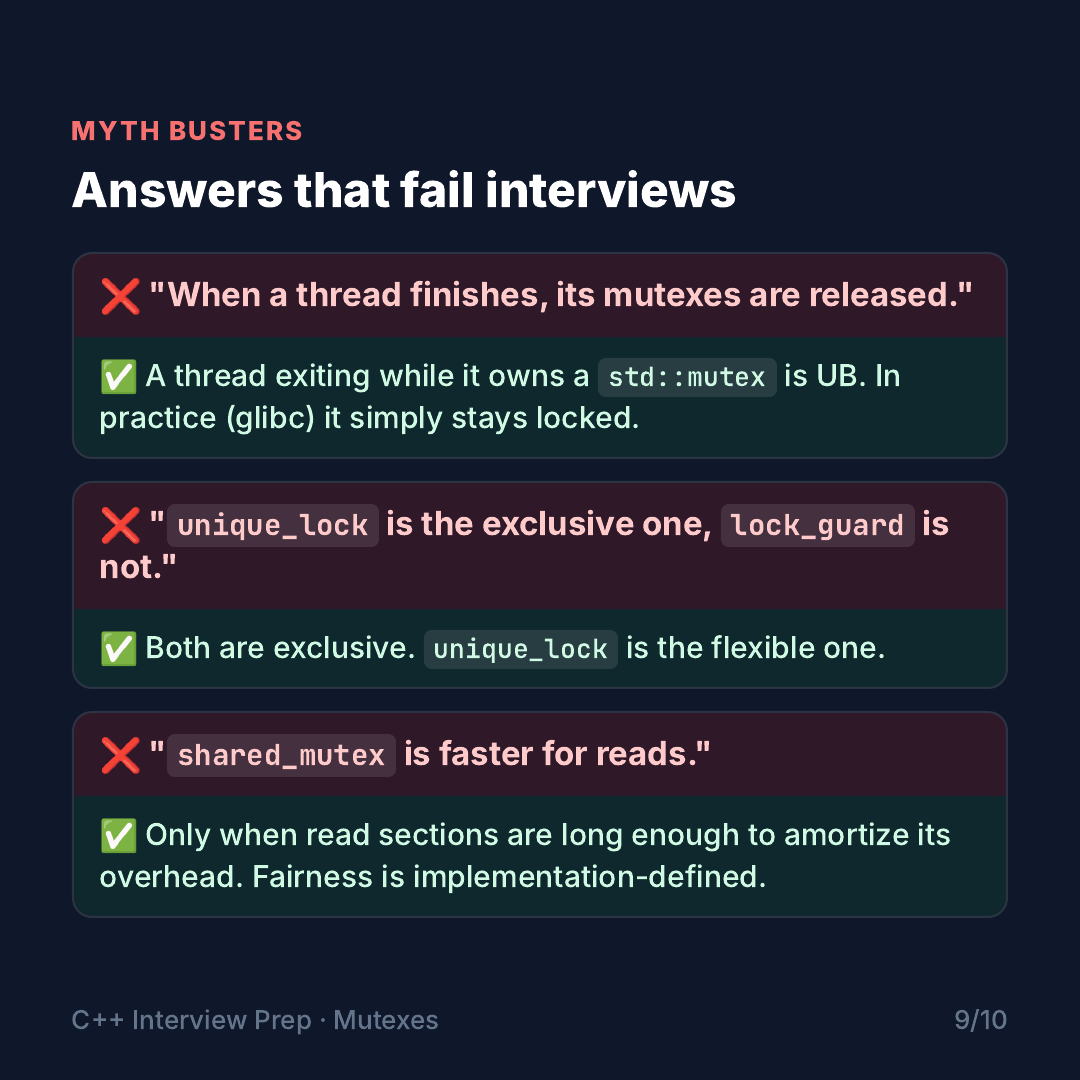 MYTH BUSTERS
Answers that fail interviews
❌ "When a thread finishes, its mutexes are released."
✅ A thread exiting while it owns a std::mutex is UB. In
practice (glibc) it simply stays locked.
❌ "unique_lock is the exclusive one, lock_guard is
not."
✅ Both are exclusive. unique_lock is the flexible one.
❌ "shared_mutex is faster for reads."
✅ Only when read sections are long enough to amortize its
overhead. Fairness is implementation-defined.
C++ Interview Prep · Mutexes
9/10